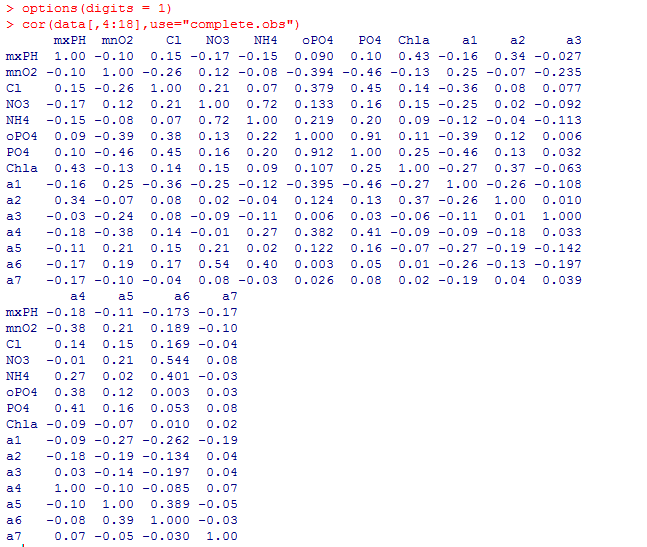 > options(digits = 1)
> cor(data[,4:18],use="complete.obs")
      mxPH  mnO2    Cl   NO3   NH4   oPO4   PO4  Chla    a1    a2     a3
mxPH  1.00 -0.10  0.15 -0.17 -0.15  0.090  0.10  0.43 -0.16  0.34 -0.027
mnO2 -0.10  1.00 -0.26  0.12 -0.08 -0.394 -0.46 -0.13  0.25 -0.07 -0.235
Cl    0.15 -0.26  1.00  0.21  0.07  0.379  0.45  0.14 -0.36  0.08  0.077
NO3  -0.17  0.12  0.21  1.00  0.72  0.133  0.16  0.15 -0.25  0.02 -0.092
NH4  -0.15 -0.08  0.07  0.72  1.00  0.219  0.20  0.09 -0.12 -0.04 -0.113
oPO4  0.09 -0.39  0.38  0.13  0.22  1.000  0.91  0.11 -0.39  0.12  0.006
PO4   0.10 -0.46  0.45  0.16  0.20  0.912  1.00  0.25 -0.46  0.13  0.032
Chla  0.43 -0.13  0.14  0.15  0.09  0.107  0.25  1.00 -0.27  0.37 -0.063
a1   -0.16  0.25 -0.36 -0.25 -0.12 -0.395 -0.46 -0.27  1.00 -0.26 -0.108
a2    0.34 -0.07  0.08  0.02 -0.04  0.124  0.13  0.37 -0.26  1.00  0.010
a3   -0.03 -0.24  0.08 -0.09 -0.11  0.006  0.03 -0.06 -0.11  0.01  1.000
a4   -0.18 -0.38  0.14 -0.01  0.27  0.382  0.41 -0.09 -0.09 -0.18  0.033
a5   -0.11  0.21  0.15  0.21  0.02  0.122  0.16 -0.07 -0.27 -0.19 -0.142
a6   -0.17  0.19  0.17  0.54  0.40  0.003  0.05  0.01 -0.26 -0.13 -0.197
a7   -0.17 -0.10 -0.04  0.08 -0.03  0.026  0.08  0.02 -0.19  0.04  0.039
        a4    a5     a6    a7
mxPH -0.18 -0.11 -0.173 -0.17
mnO2 -0.38  0.21  0.189 -0.10
Cl    0.14  0.15  0.169 -0.04
NO3  -0.01  0.21  0.544  0.08
NH4   0.27  0.02  0.401 -0.03
oPO4  0.38  0.12  0.003  0.03
PO4   0.41  0.16  0.053  0.08
Chla -0.09 -0.07  0.010  0.02
a1   -0.09 -0.27 -0.262 -0.19
a2   -0.18 -0.19 -0.134  0.04
a3    0.03 -0.14 -0.197  0.04
a4    1.00 -0.10 -0.085  0.07
a5   -0.10  1.00  0.389 -0.05
a6   -0.08  0.39  1.000 -0.03
a7    0.07 -0.05 -0.030  1.00